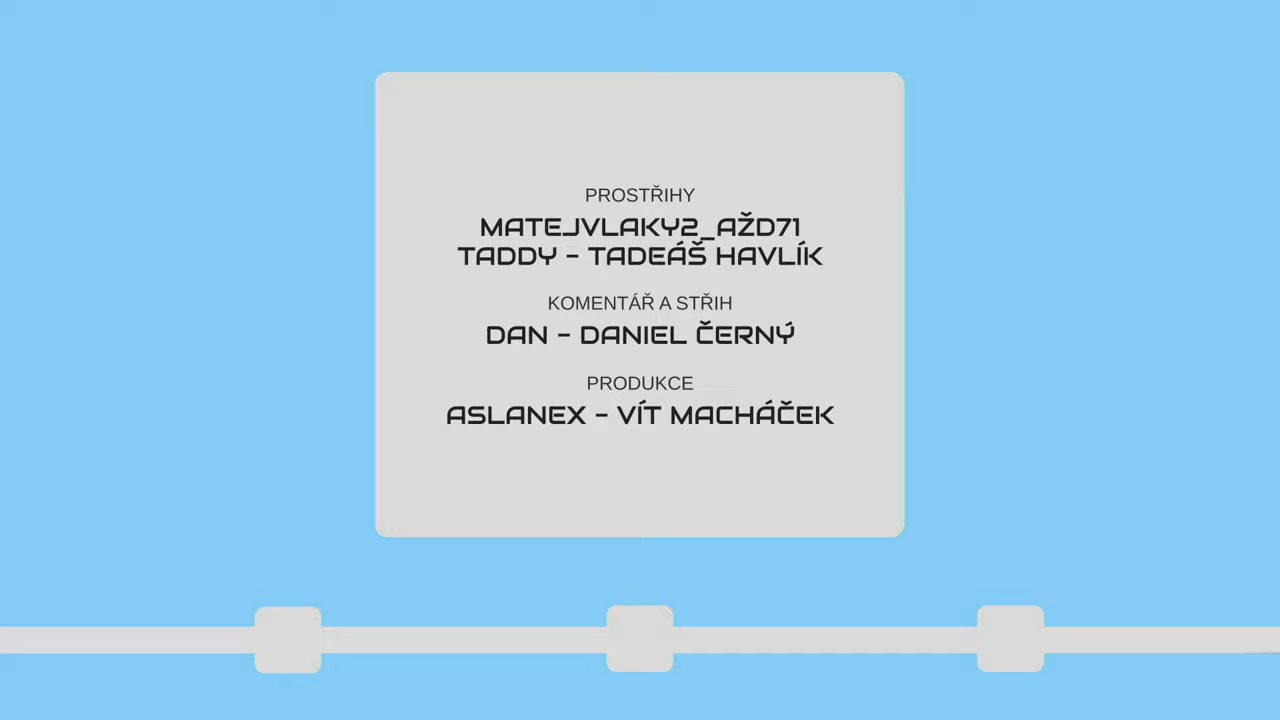 PROSTŘIHY
MATEJVLAKY2_AŽD71
TADDY – TADEÁŠ HAVLÍK
KOMENTÁŘ A STŘIH
DAN – DANIEL ČERNÝ
PRODUKCE
ASLANEX – VÍT MACHÁČEK